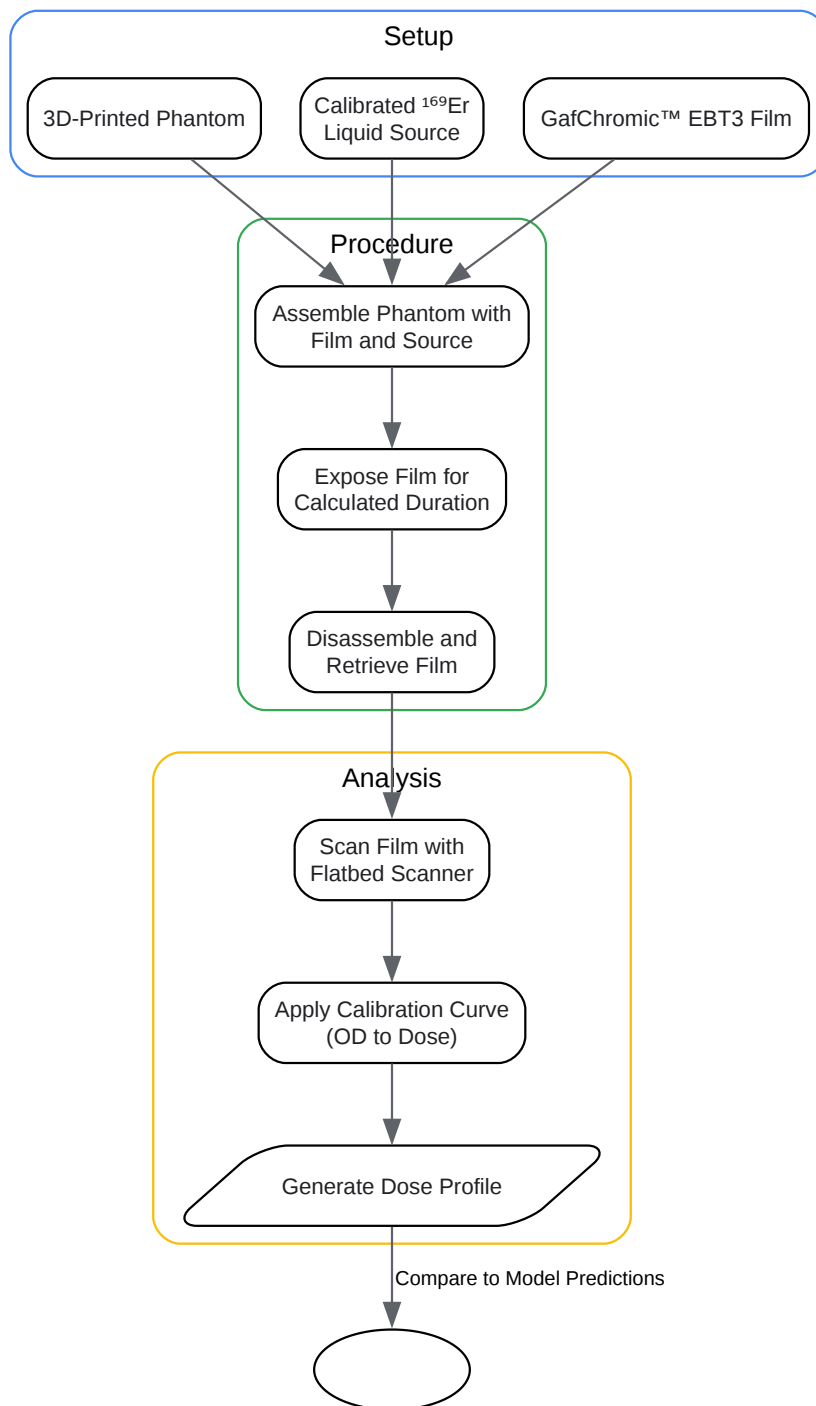 Setup
3D-Printed Phantom
Calibrated ¹⁶⁹Er
Liquid Source
GafChromic™ EBT3 Film
Procedure
Assemble Phantom with
Film and Source
Expose Film for
Calculated Duration
Disassemble and
Retrieve Film
Analysis
Scan Film with
Flatbed Scanner
Apply Calibration Curve
(OD to Dose)
Generate Dose Profile
Compare to Model Predictions